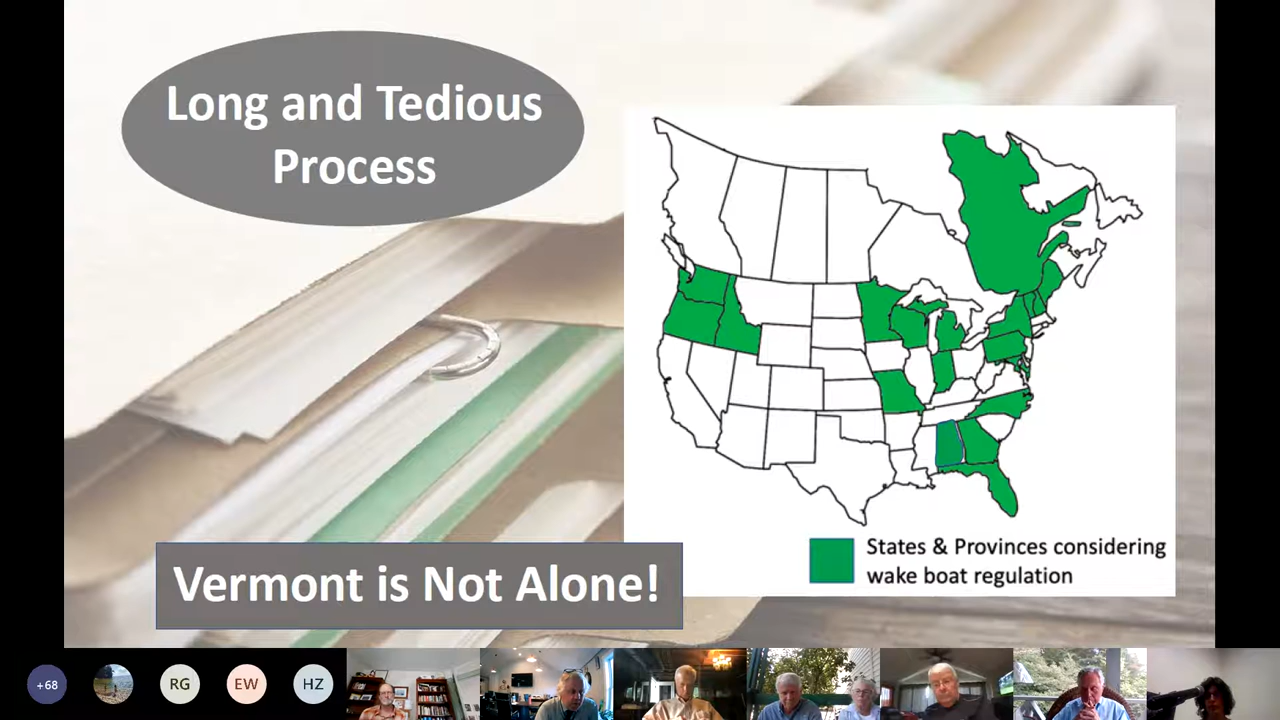 Long and Tedious
Process
States & Provinces considering
wake boat regulation
Vermont is Not Alone!
+68
RG
EW
HZ